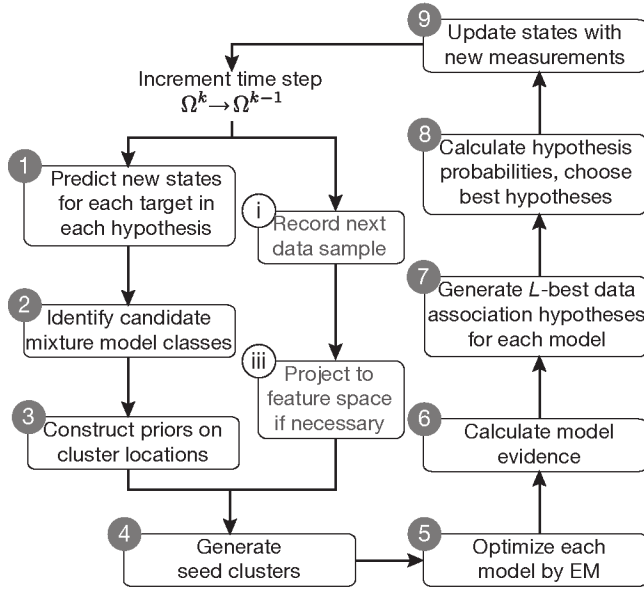 9
Update states with
new measurements
Increment time step
Ωᵏ→Ωᵏ⁻¹
1
Predict new states
for each target in
each hypothesis
i
Record next
data sample
2
Identify candidate
mixture model classes
iii
Project to
feature space
if necessary
3
Construct priors on
cluster locations
4
Generate
seed clusters
5
Optimize each
model by EM
6
Calculate model
evidence
7
Generate L-best data
association hypotheses
for each model
8
Calculate hypothesis
probabilities, choose
best hypotheses